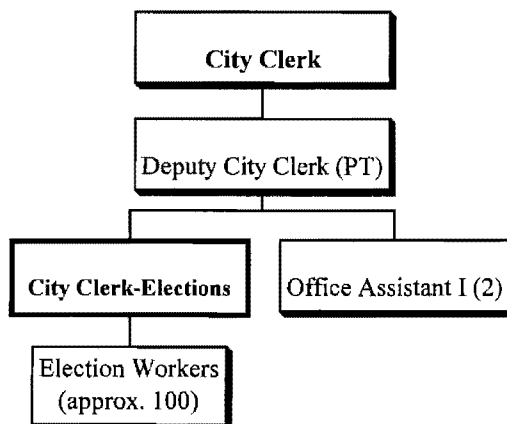 City Clerk
Deputy City Clerk (PT)
City Clerk-Elections
Office Assistant I (2)
Election Workers
(approx. 100)